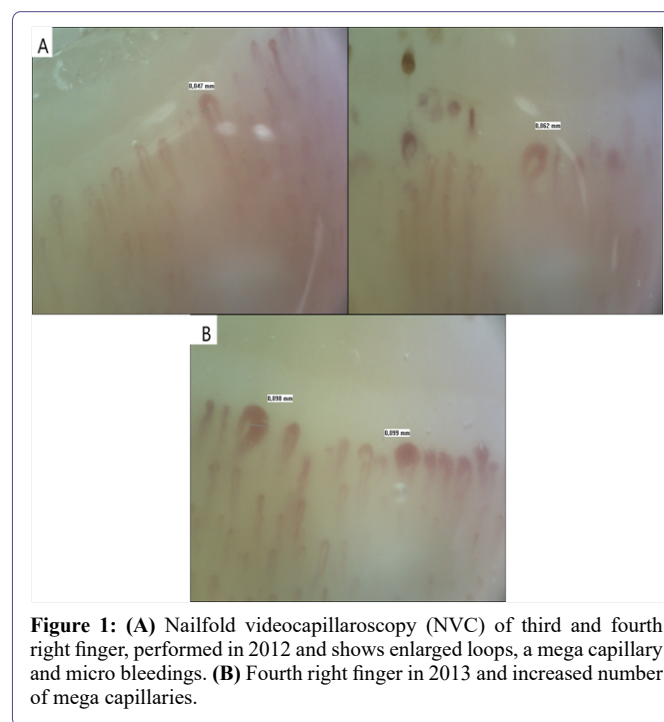 A
0,047 mm
0,062 mm
B
0,098 mm
0,099 mm
Figure 1: (A) Nailfold videocapillaroscopy (NVC) of third and fourth
right finger, performed in 2012 and shows enlarged loops, a mega capillary
and micro bleedings. (B) Fourth right finger in 2013 and increased number
of mega capillaries.